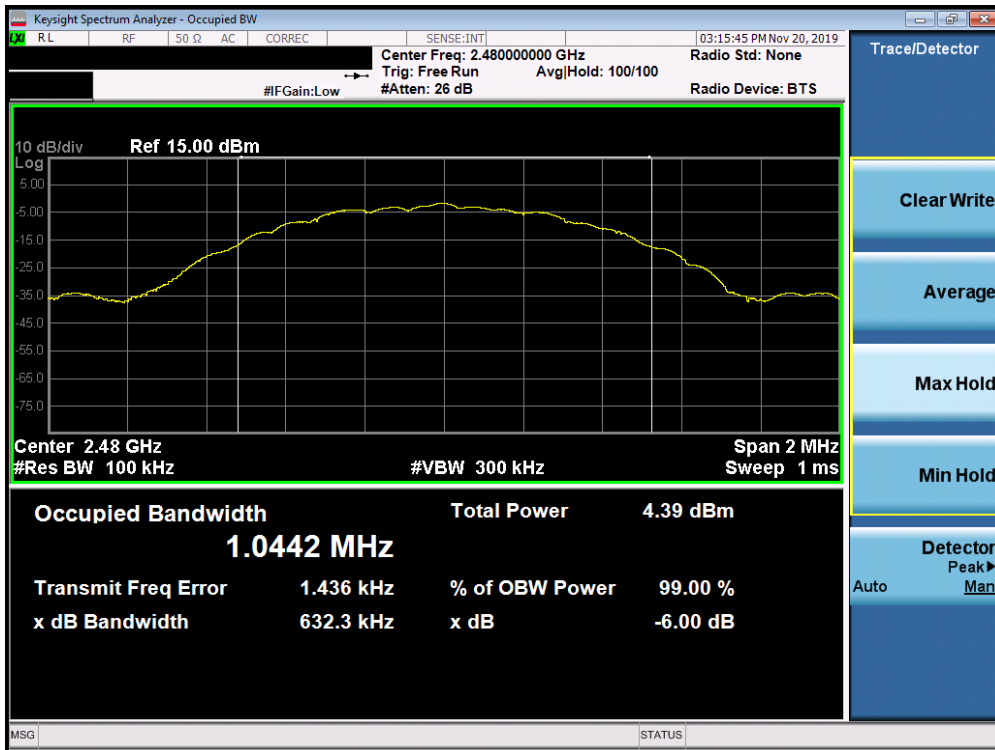 Keysight Spectrum Analyzer - Occupied BW
LXI RL RF 50 Ω AC CORREC SENSE:INT 03:15:45 PM Nov 20, 2019
Center Freq: 2.480000000 GHz Radio Std: None
Trig: Free Run Avg|Hold: 100/100
#IFGain:Low #Atten: 26 dB Radio Device: BTS
10 dB/div Ref 15.00 dBm
Log
5.00
-5.00
-15.0
-25.0
-35.0
-45.0
-55.0
-65.0
-75.0
Center 2.48 GHz Span 2 MHz
#Res BW 100 kHz #VBW 300 kHz Sweep 1 ms
Occupied Bandwidth Total Power 4.39 dBm
1.0442 MHz
Transmit Freq Error 1.436 kHz % of OBW Power 99.00 %
x dB Bandwidth 632.3 kHz x dB -6.00 dB
MSG STATUS
Trace/Detector
Clear Write
Average
Max Hold
Min Hold
Detector
Peak▶
Auto Man